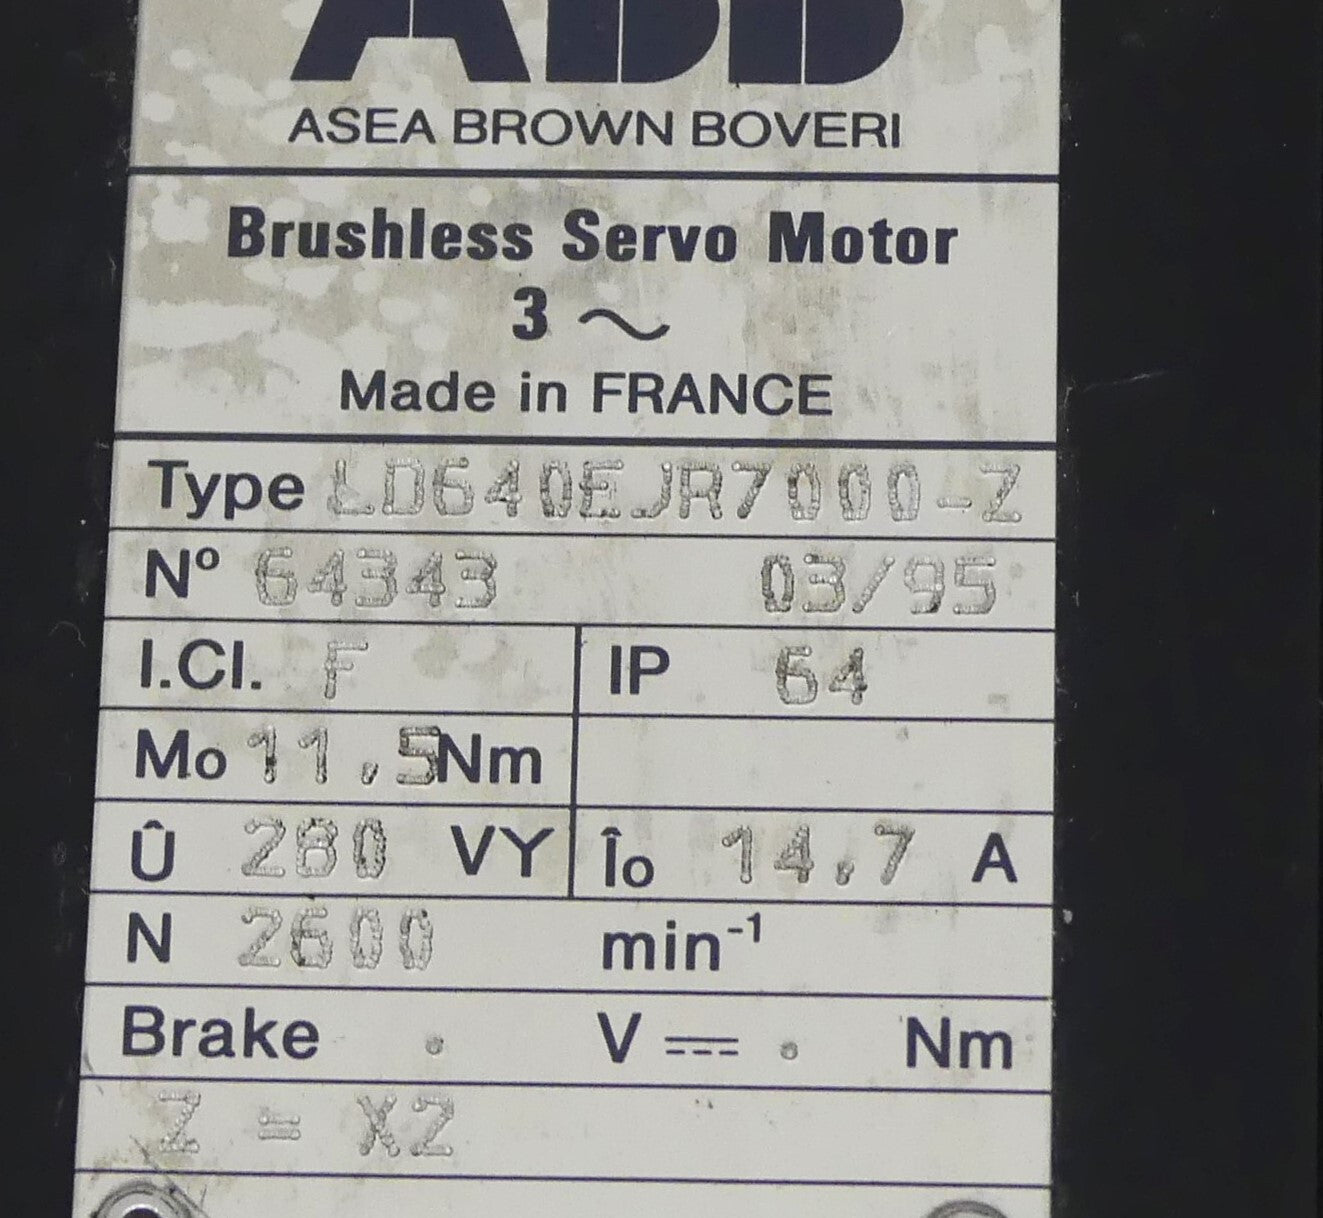 ABB
ASEA BROWN BOVERI
Brushless Servo Motor
3 ~
Made in FRANCE
Type LD640EJR7000-Z
Nº 64343 03/95
I.Cl. F IP 64
Mo 11,5Nm
Û 280 VY Îo 14,7 A
N 2600 min⁻¹
Brake . V ⎓ . Nm
Z = X2